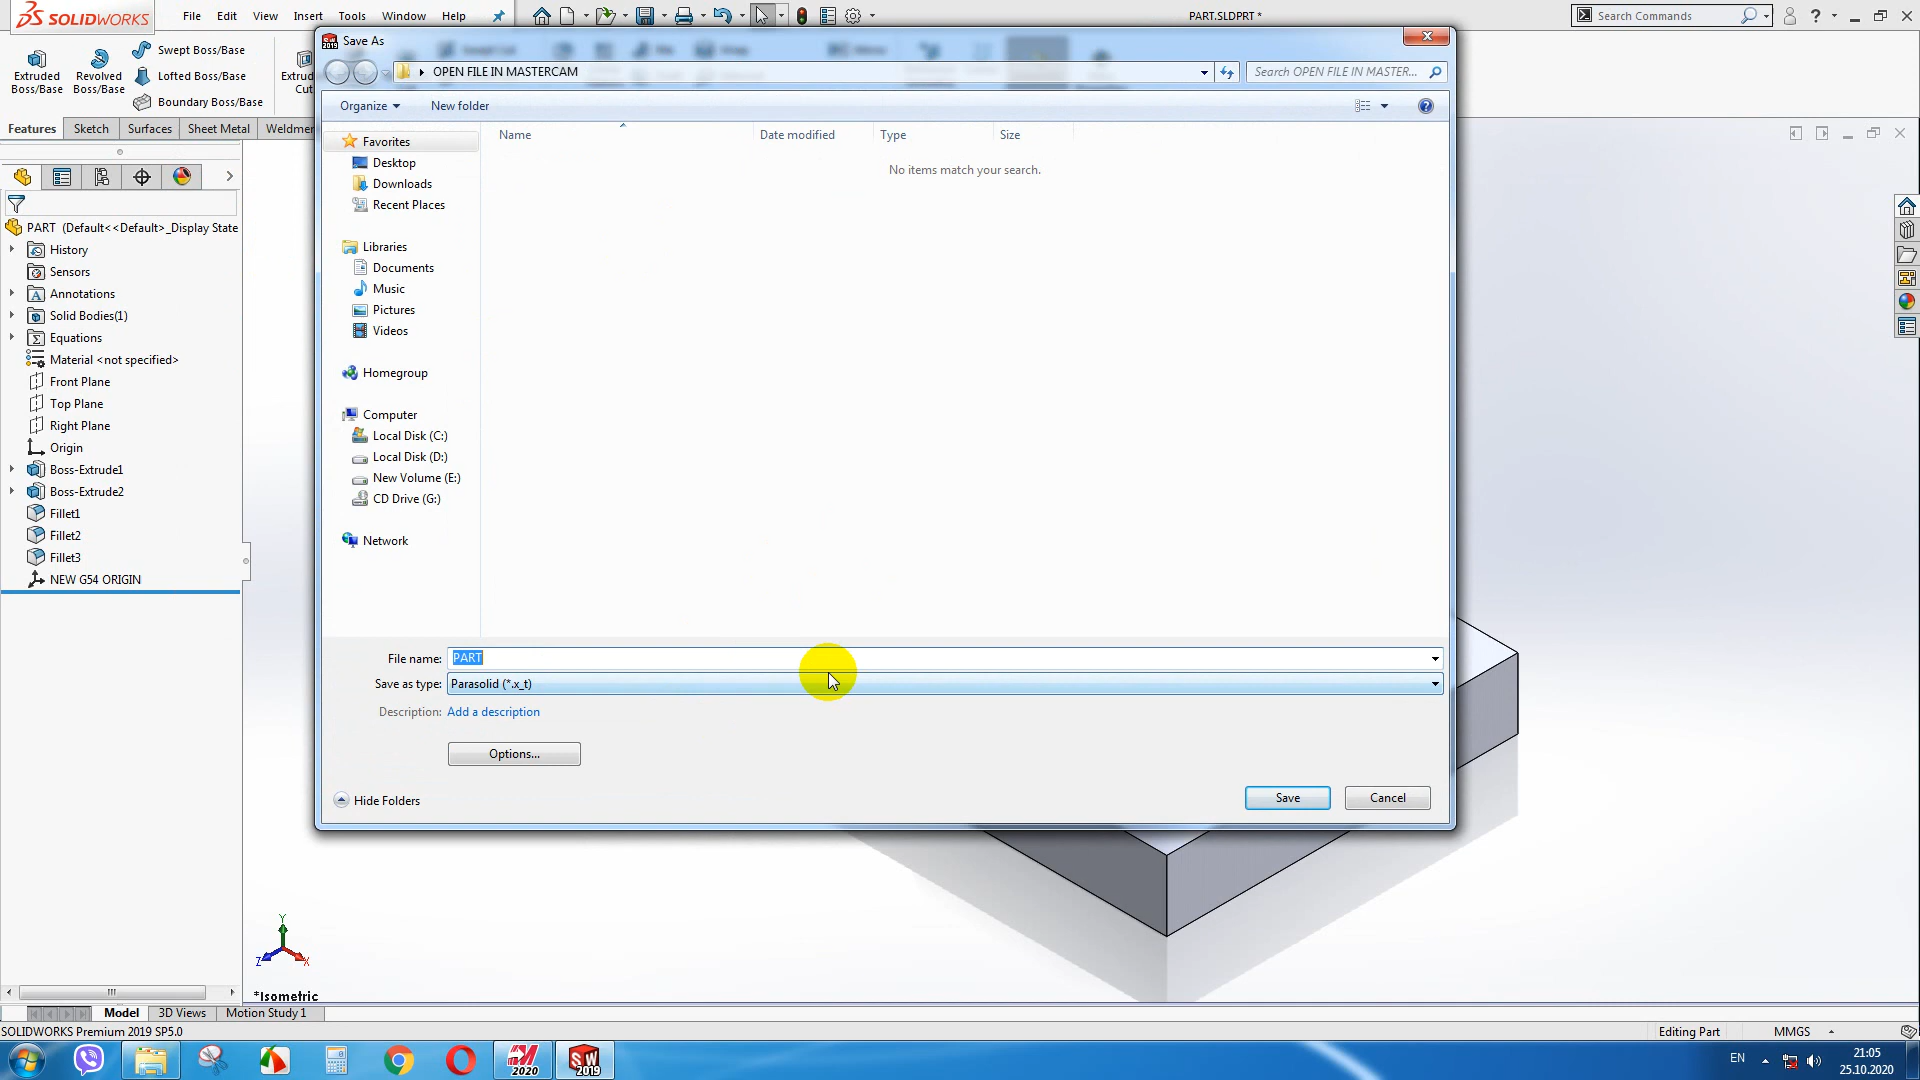 SOLIDWORKS File Edit View Insert Tools Window Help PART.SLDPRT * Search Commands
Save As
OPEN FILE IN MASTERCAM Search OPEN FILE IN MASTER...
Swept Boss/Base
Lofted Boss/Base
Boundary Boss/Base
Extruded Boss/Base
Revolved Boss/Base
Extru Cut
Features Sketch Surfaces Sheet Metal Weldmer
Organize New folder
Name Date modified Type Size
No items match your search.
Favorites
Desktop
Downloads
Recent Places
Libraries
Documents
Music
Pictures
Videos
Homegroup
Computer
Local Disk (C:)
Local Disk (D:)
New Volume (E:)
CD Drive (G:)
Network
PART (Default<<Default>_Display State
History
Sensors
Annotations
Solid Bodies(1)
Equations
Material <not specified>
Front Plane
Top Plane
Right Plane
Origin
Boss-Extrude1
Boss-Extrude2
Fillet1
Fillet2
Fillet3
NEW G54 ORIGIN
File name: PART
Save as type: Parasolid (*.x_t)
Description: Add a description
Options...
Hide Folders Save Cancel
Y
Z X
*Isometric
Model 3D Views Motion Study 1
SOLIDWORKS Premium 2019 SP5.0 Editing Part MMGS
2020 SW 2019 EN 21:05
25.10.2020